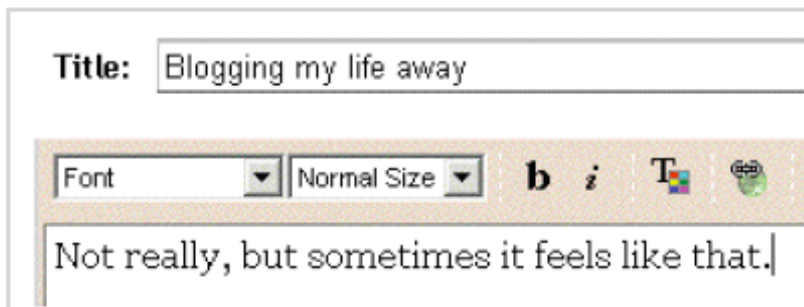 Title: Blogging my life away
Font Normal Size b i T
Not really, but sometimes it feels like that.